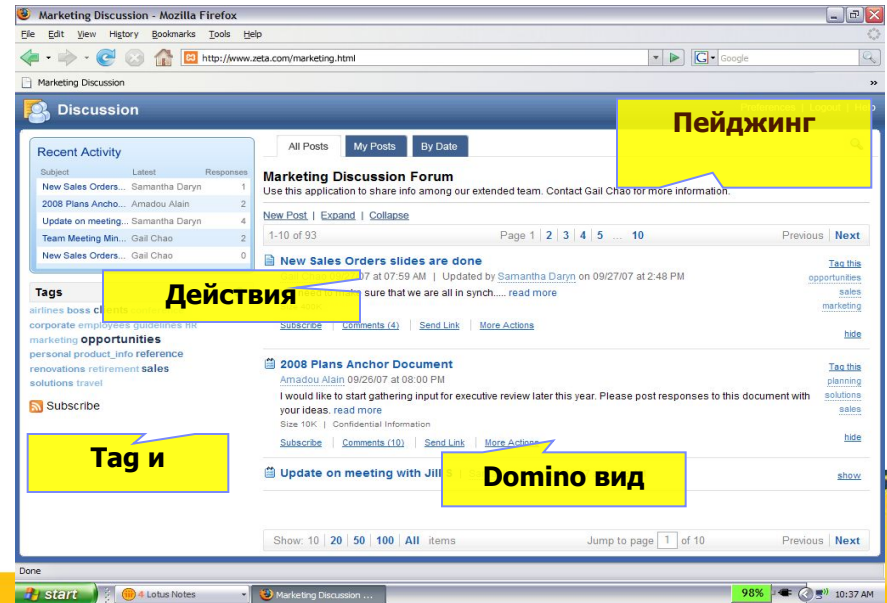 Marketing Discussion - Mozilla Firefox
File Edit View History Bookmarks Tools Help
http://www.zeta.com/marketing.html
Google
Marketing Discussion
Discussion
Пейджинг
Recent Activity
Subject Latest Responses
New Sales Orders... Samantha Daryn 1
2008 Plans Ancho... Amadou Alain 2
Update on meeting... Samantha Daryn 4
Team Meeting Min... Gail Chao 2
New Sales Orders... Gail Chao 0
Tags
airlines boss clients
corporate employees guidelines HR
marketing opportunities
personal product_info reference
renovations retirement sales
solutions travel
Subscribe
Tag и
All Posts My Posts By Date
Marketing Discussion Forum
Use this application to share info among our extended team. Contact Gail Chao for more information.
New Post | Expand | Collapse
1-10 of 93 Page 1 | 2 | 3 | 4 | 5 ... 10 Previous | Next
New Sales Orders slides are done
07 at 07:59 AM | Updated by Samantha Daryn on 09/27/07 at 2:48 PM
Действия
make sure that we are all in synch..... read more
Subscribe | Comments (4) | Send Link | More Actions
Tag this
opportunities
sales
marketing
hide
2008 Plans Anchor Document
Amadou Alain 09/26/07 at 08:00 PM
I would like to start gathering input for executive review later this year. Please post responses to this document with
your ideas. read more
Size 10K | Confidential Information
Subscribe | Comments (10) | Send Link | More Actions
Tag this
planning
solutions
sales
hide
Update on meeting with Jill
Domino вид
show
Show: 10 | 20 | 50 | 100 | All items Jump to page 1 of 10 Previous | Next
Done
start 4 Lotus Notes Marketing Discussion ... 98% 10:37 AM